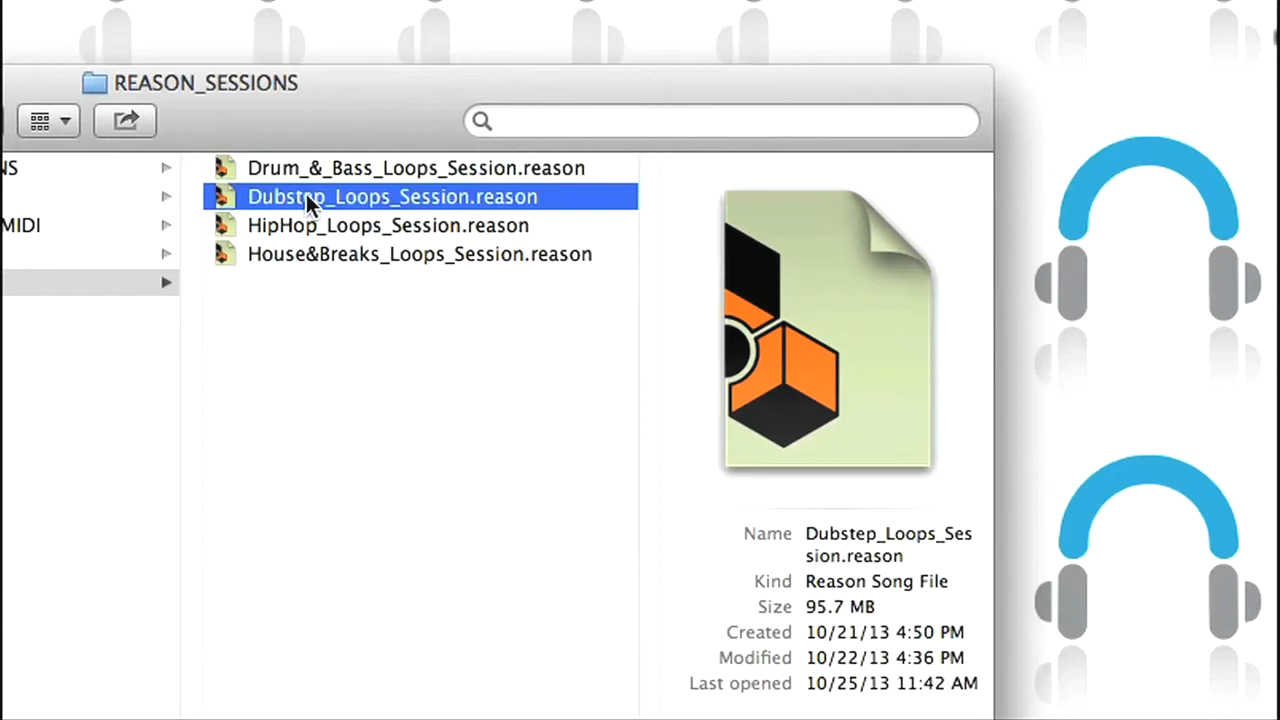 REASON_SESSIONS
NS
Drum_&_Bass_Loops_Session.reason
Dubstep_Loops_Session.reason
MIDI
HipHop_Loops_Session.reason
House&Breaks_Loops_Session.reason
Name Dubstep_Loops_Ses
sion.reason
Kind Reason Song File
Size 95.7 MB
Created 10/21/13 4:50 PM
Modified 10/22/13 4:36 PM
Last opened 10/25/13 11:42 AM